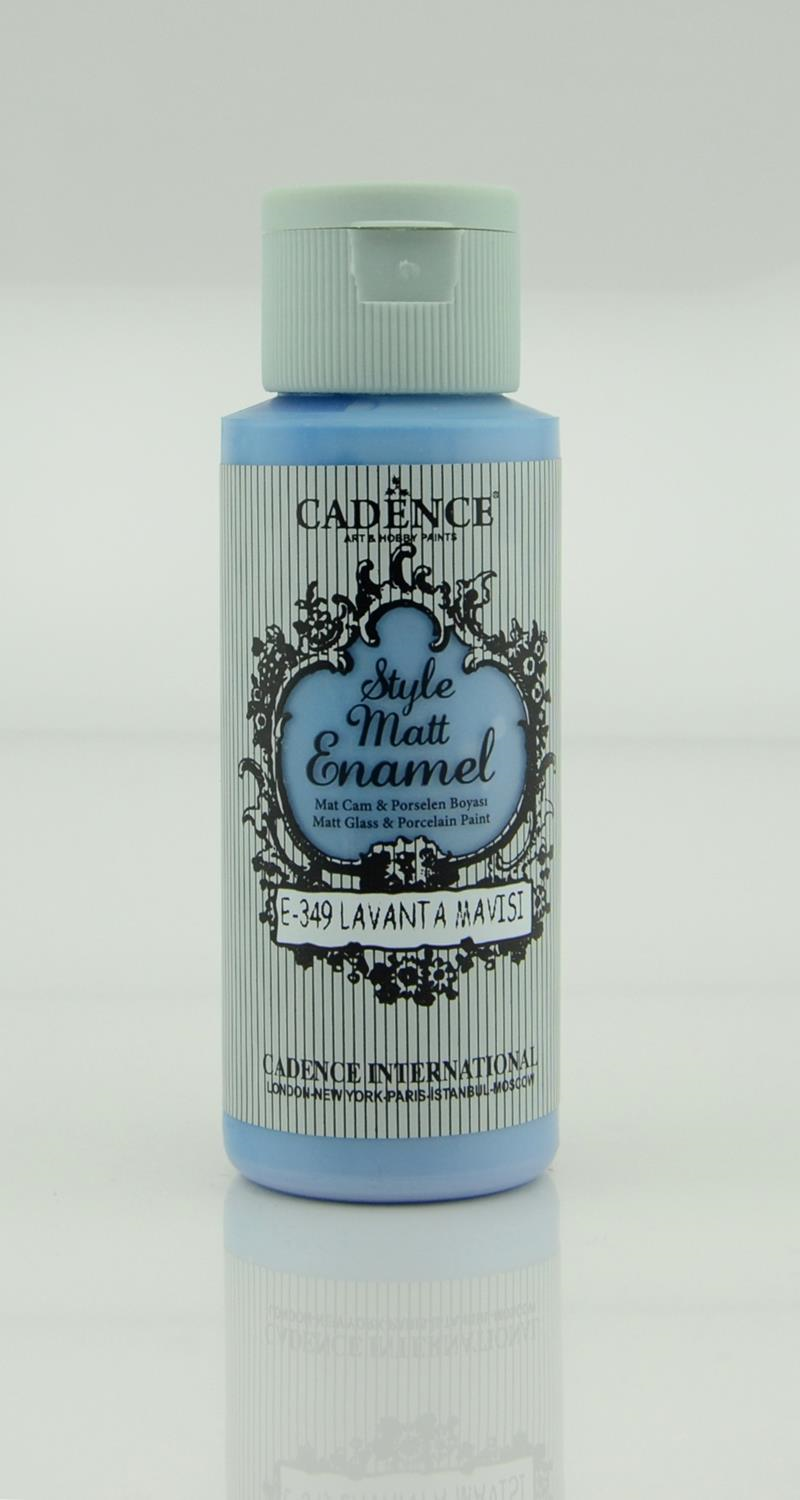 CADENCE®
ART & HOBBY PAINTS
Style
Matt
Enamel
Mat Cam & Porselen Boyası
Matt Glass & Porcelain Paint
E-349 LAVANTA MAVISI
CADENCE INTERNATIONAL
LONDON-NEW YORK-PARIS-İSTANBUL-MOSCOW